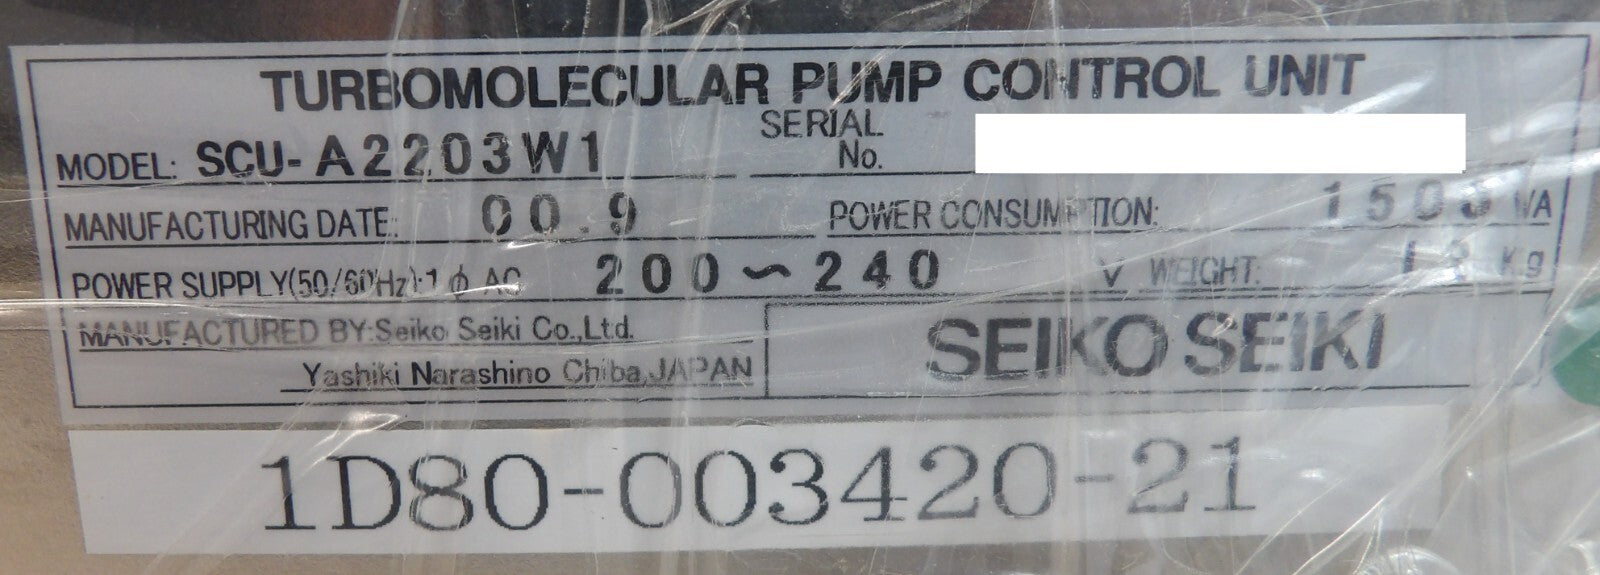 TURBOMOLECULAR PUMP CONTROL UNIT
MODEL: SCU-A2203W1 SERIAL No.
MANUFACTURING DATE: 00.9 POWER CONSUMPTION: VA
POWER SUPPLY(50/60Hz):1 ϕ AC 200~240 V WEIGHT: Kg
MANUFACTURED BY:Seiko Seiki Co.,Ltd.
Yashiki Narashino Chiba,JAPAN
SEIKO SEIKI
1D80-003420-21